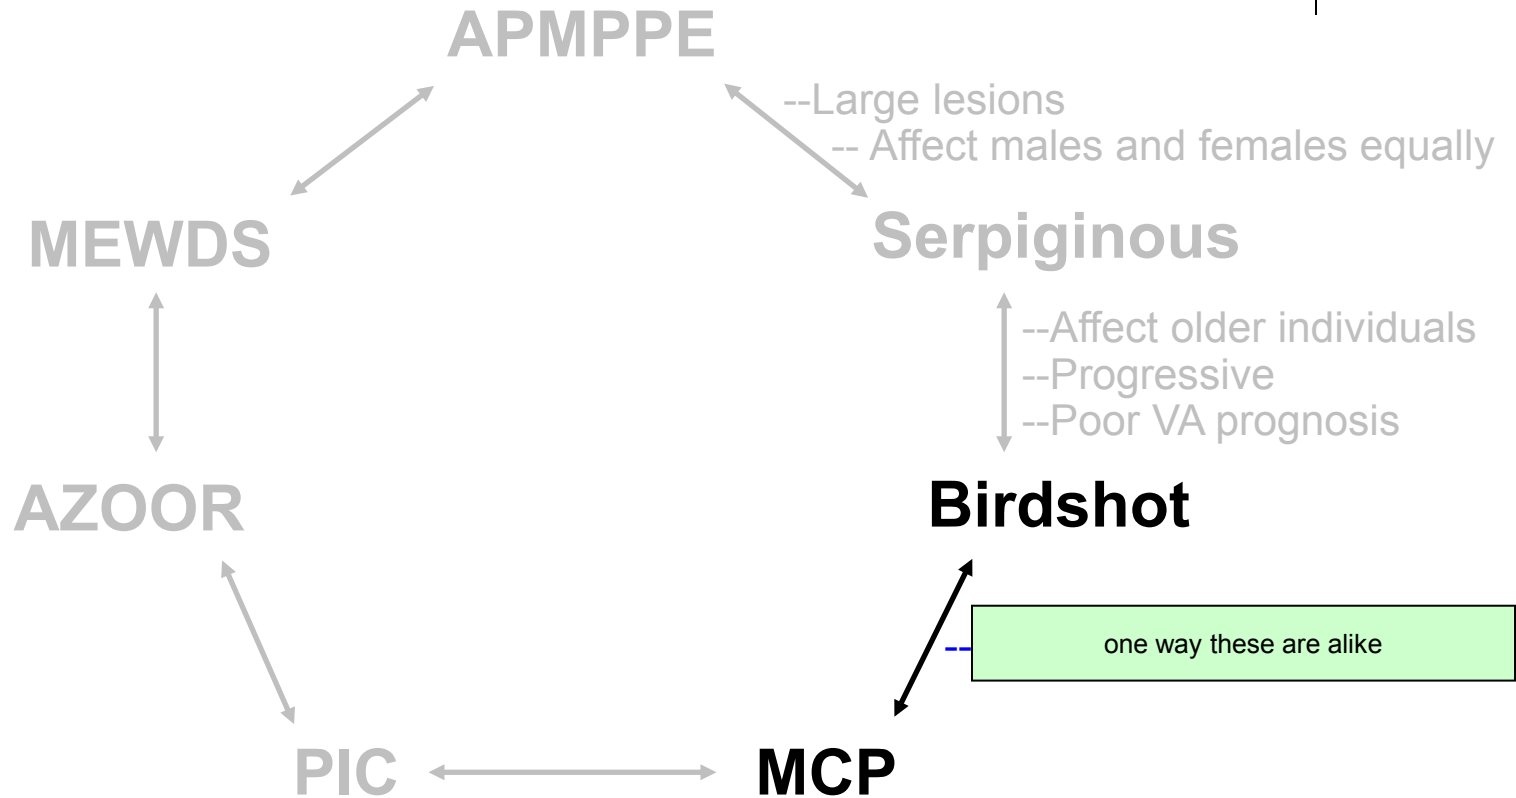 APMPPE
--Large lesions
-- Affect males and females equally
MEWDS
Serpiginous
--Affect older individuals
--Progressive
--Poor VA prognosis
AZOOR
Birdshot
--
one way these are alike
PIC
MCP